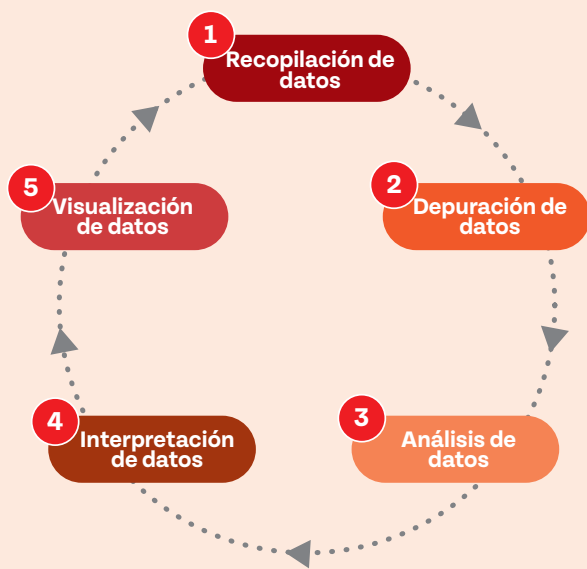 1
Recopilación de
datos
2
Depuración de
datos
3
Análisis de
datos
4
Interpretación
de datos
5
Visualización
de datos